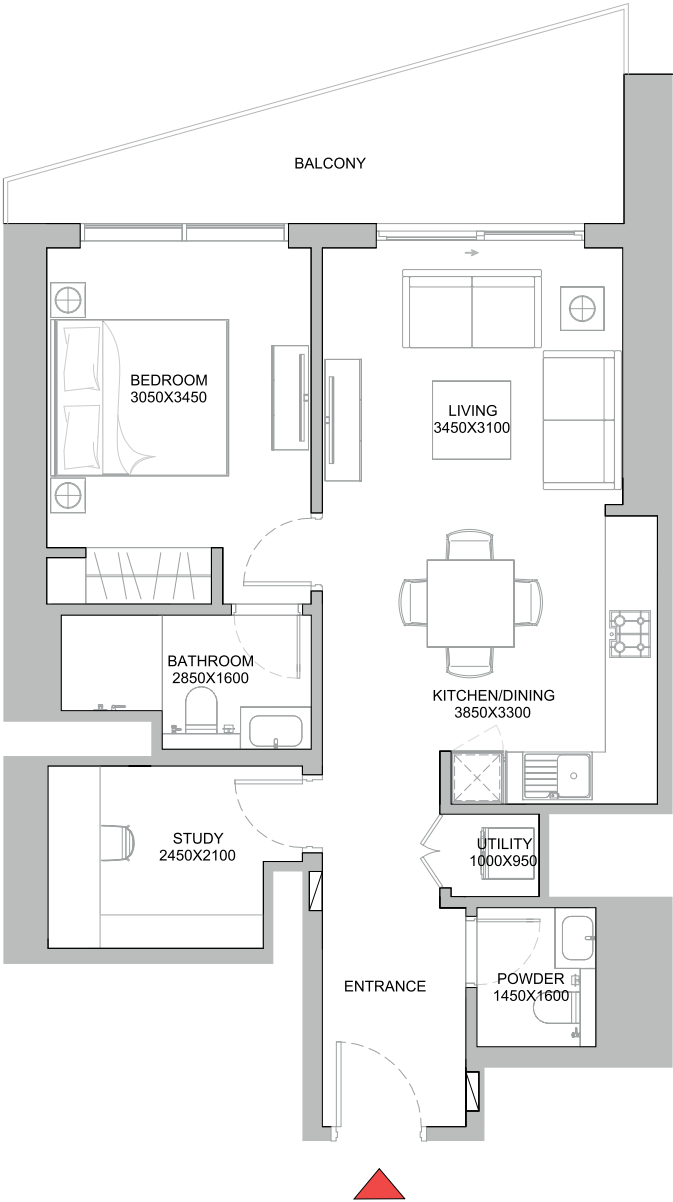 BALCONY
BEDROOM
3050X3450
LIVING
3450X3100
BATHROOM
2850X1600
KITCHEN/DINING
3850X3300
STUDY
2450X2100
UTILITY
1000X950
ENTRANCE
POWDER
1450X1600